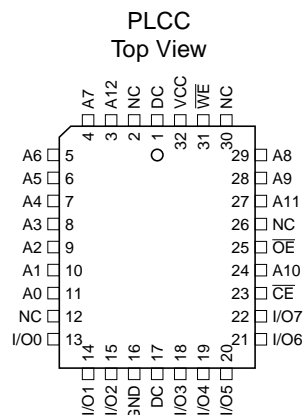 PLCC
Top View
A7 A12 NC DC VCC WE NC
4 3 2 1 32 31 30
A6 5 29 A8
A5 6 28 A9
A4 7 27 A11
A3 8 26 NC
A2 9 25 OE
A1 10 24 A10
A0 11 23 CE
NC 12 22 I/O7
I/O0 13 21 I/O6
14 15 16 17 18 19 20
I/O1 I/O2 GND DC I/O3 I/O4 I/O5